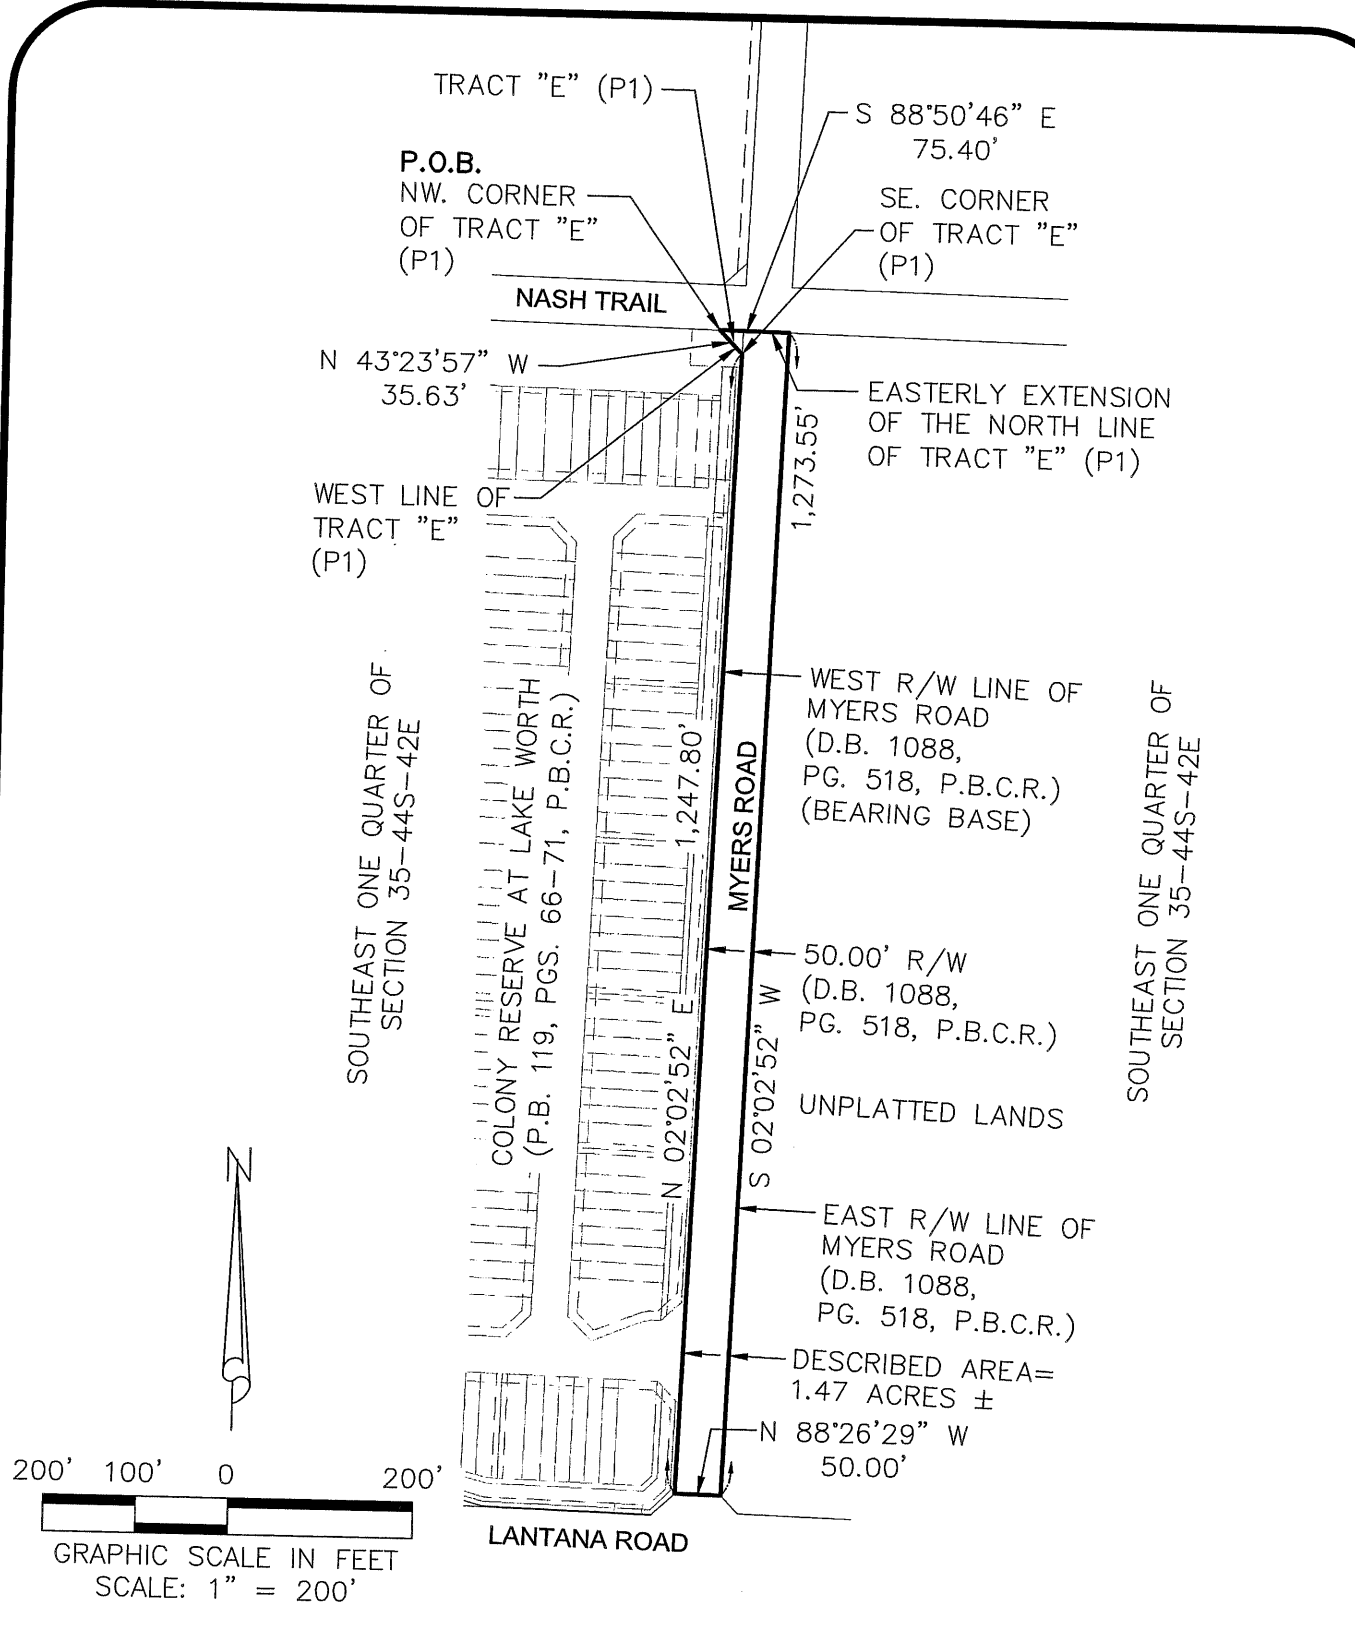 TRACT "E" (P1)
S 88°50'46" E
75.40'
P.O.B.
NW. CORNER
OF TRACT "E"
(P1)
SE. CORNER
OF TRACT "E"
(P1)
NASH TRAIL
N 43°23'57" W
35.63'
EASTERLY EXTENSION
OF THE NORTH LINE
OF TRACT "E" (P1)
1,273.55'
WEST LINE OF
TRACT "E"
(P1)
SOUTHEAST ONE QUARTER OF
SECTION 35-44S-42E
COLONY RESERVE AT LAKE WORTH
(P.B. 119, PGS. 66-71, P.B.C.R.)
N 02°02'52" E 1,247.80'
MYERS ROAD
WEST R/W LINE OF
MYERS ROAD
(D.B. 1088,
PG. 518, P.B.C.R.)
(BEARING BASE)
SOUTHEAST ONE QUARTER OF
SECTION 35-44S-42E
50.00' R/W
(D.B. 1088,
PG. 518, P.B.C.R.)
S 02°02'52" W
UNPLATTED LANDS
EAST R/W LINE OF
MYERS ROAD
(D.B. 1088,
PG. 518, P.B.C.R.)
DESCRIBED AREA=
1.47 ACRES ±
N 88°26'29" W
50.00'
N
200' 100' 0 200'
GRAPHIC SCALE IN FEET
SCALE: 1" = 200'
LANTANA ROAD